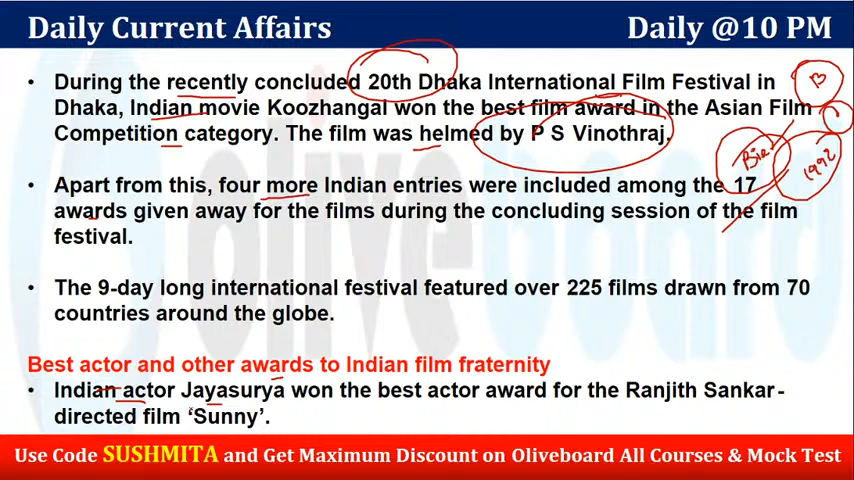 Daily Current Affairs
Daily @10 PM
• During the recently concluded 20th Dhaka International Film Festival in
Dhaka, Indian movie Koozhangal won the best film award in the Asian Film
Competition category. The film was helmed by P S Vinothraj.
• Apart from this, four more Indian entries were included among the 17
awards given away for the films during the concluding session of the film
festival.
• The 9-day long international festival featured over 225 films drawn from 70
countries around the globe.
Best actor and other awards to Indian film fraternity
• Indian actor Jayasurya won the best actor award for the Ranjith Sankar-
directed film ‘Sunny’.
1992
oliveboard
Use Code SUSHMITA and Get Maximum Discount on Oliveboard All Courses & Mock Test